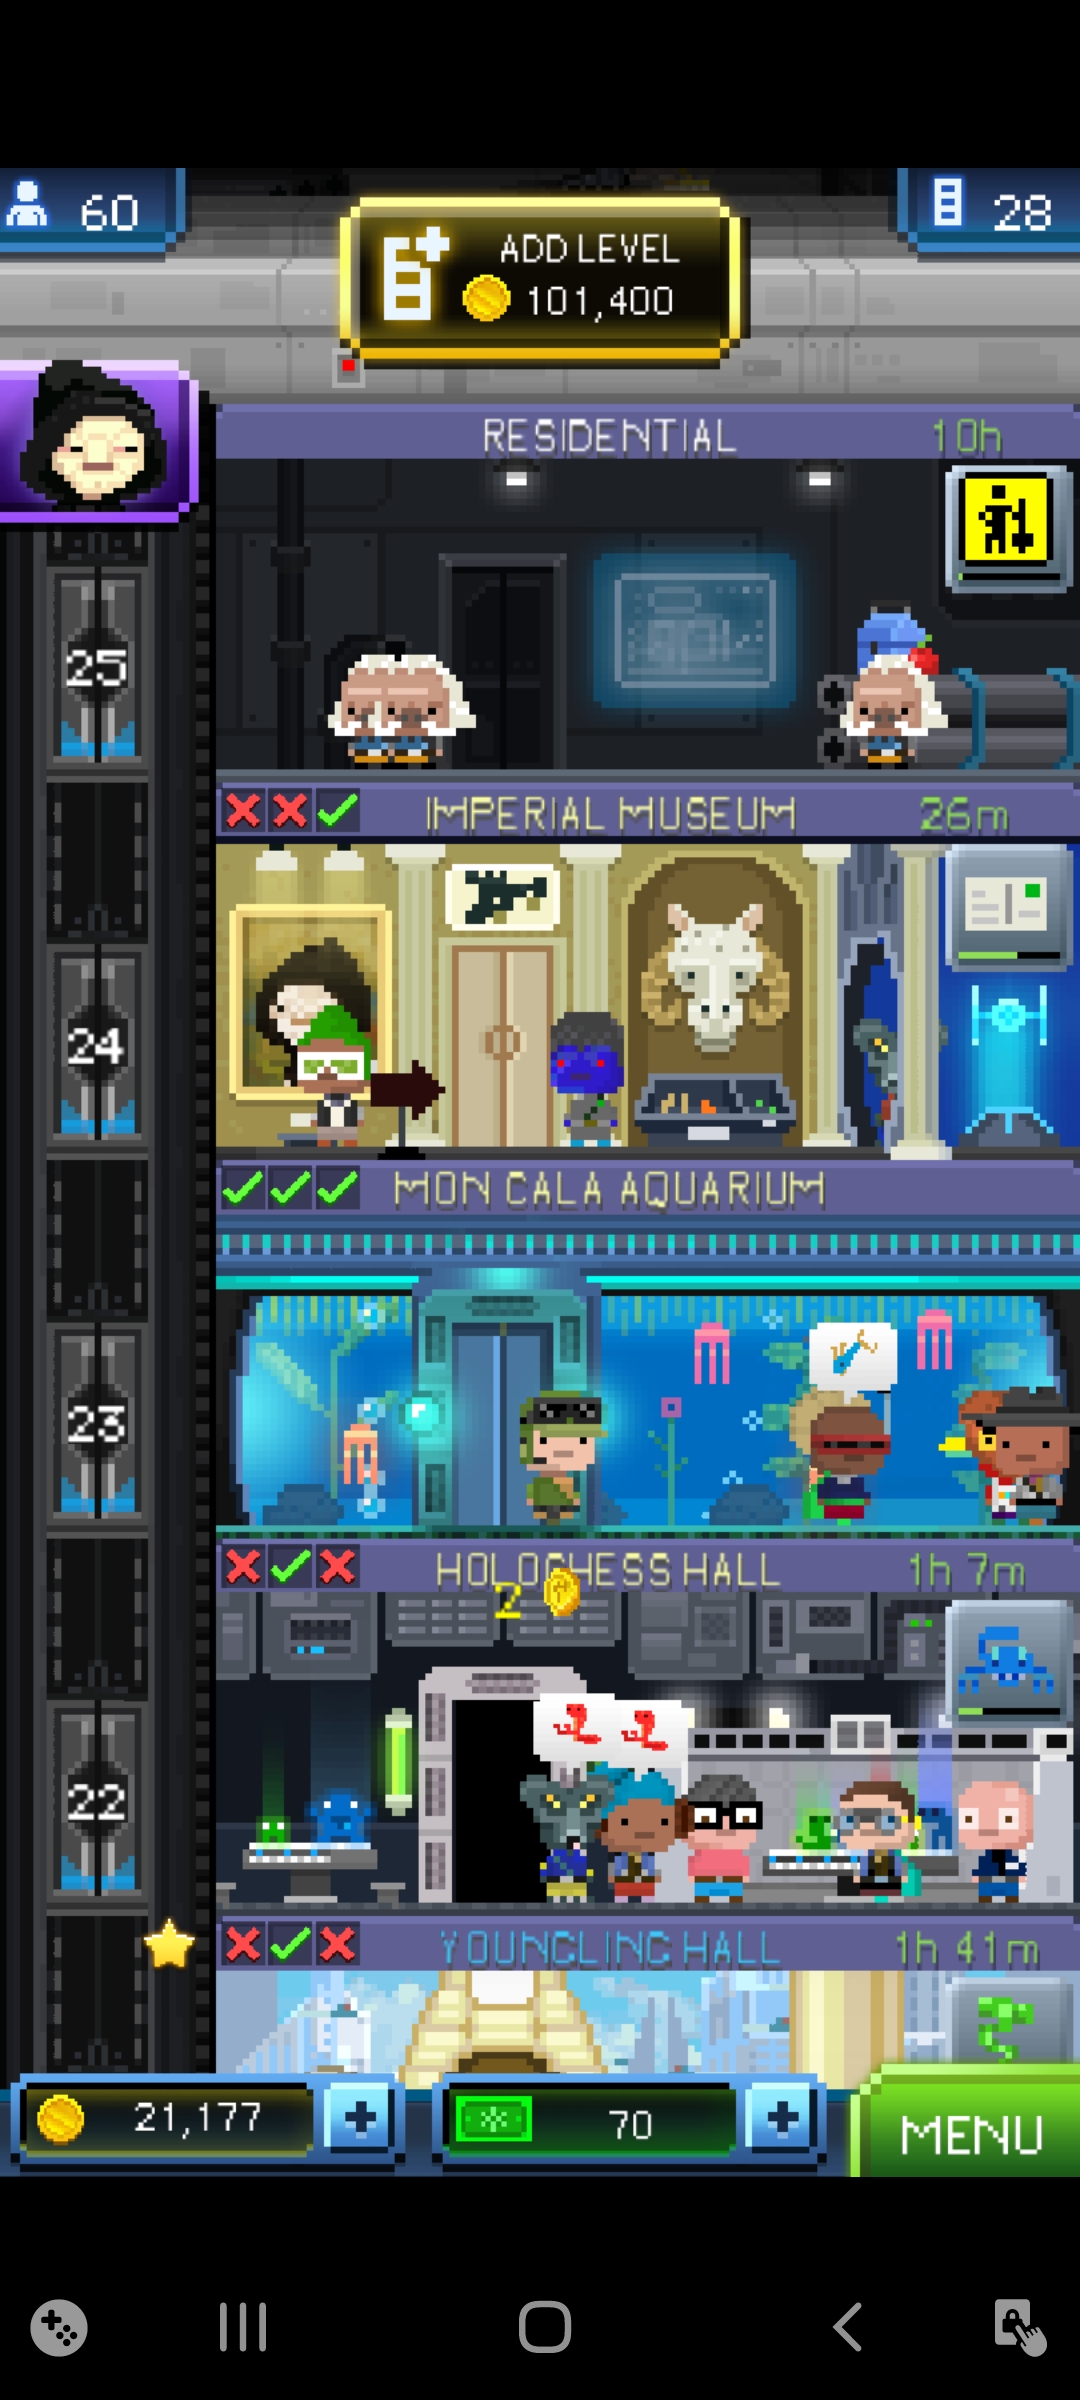 60
ADD LEVEL
101,400
28
RESIDENTIAL 10h
25
IMPERIAL MUSEUM 26m
24
MON CALA AQUARIUM
23
HOLOCHESS HALL 1h 7m
2
22
YOUNGLING HALL 1h 41m
21,177
70
MENU